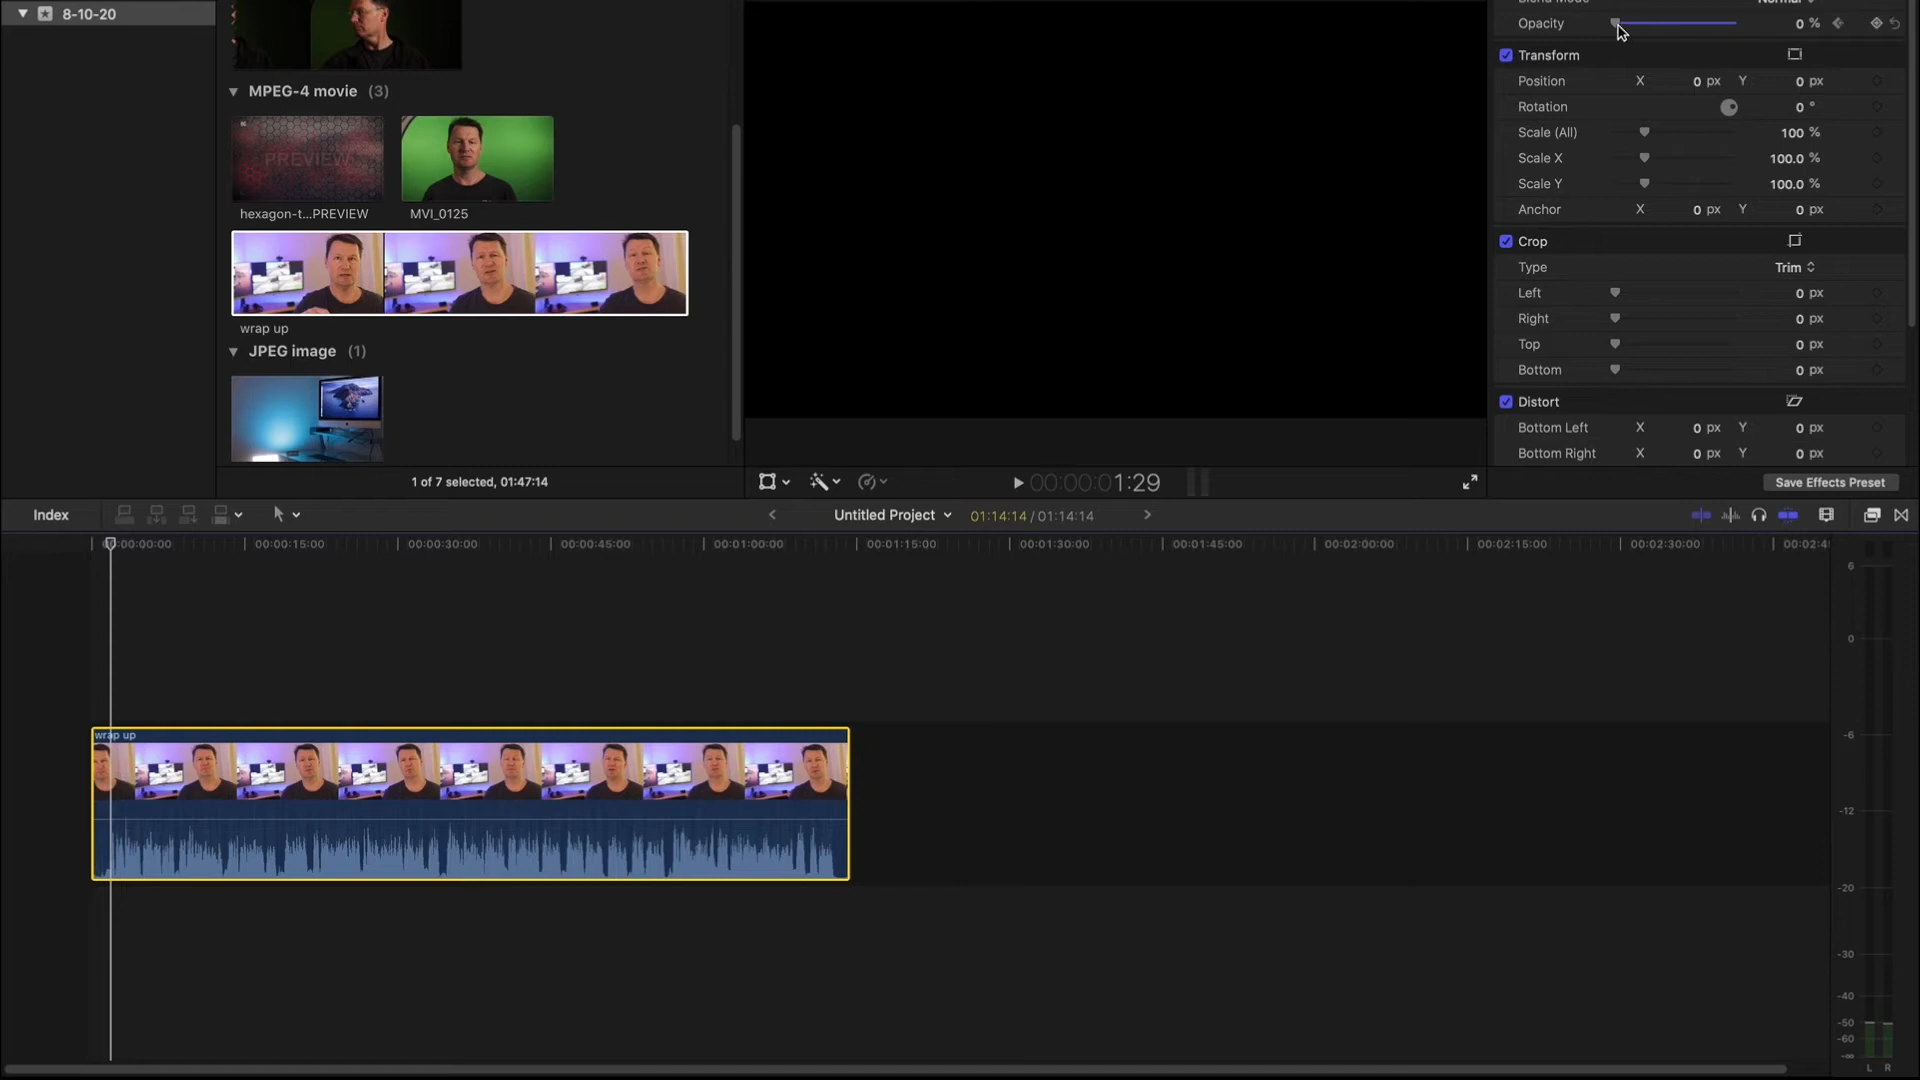 8-10-20
Blend Mode Normal
Opacity 0 %
MPEG-4 movie (3)
Transform
Position X 0 px Y 0 px
Rotation 0 °
PREVIEW
Scale (All) 100 %
Scale X 100.0 %
Scale Y 100.0 %
hexagon-t...PREVIEW MVI_0125
Anchor X 0 px Y 0 px
Crop
Type Trim
Left 0 px
Right 0 px
wrap up
Top 0 px
JPEG image (1)
Bottom 0 px
Distort
Bottom Left X 0 px Y 0 px
Bottom Right X 0 px Y 0 px
1 of 7 selected, 01:47:14
00:00:01:29
Save Effects Preset
Index
Untitled Project 01:14:14 / 01:14:14
00:00:00:00 00:00:15:00 00:00:30:00 00:00:45:00 00:01:00:00 00:01:15:00 00:01:30:00 00:01:45:00 00:02:00:00 00:02:15:00 00:02:30:00
6
0
wrap up
-6
-12
-20
-30
-40
-50
-60
-∞
L R